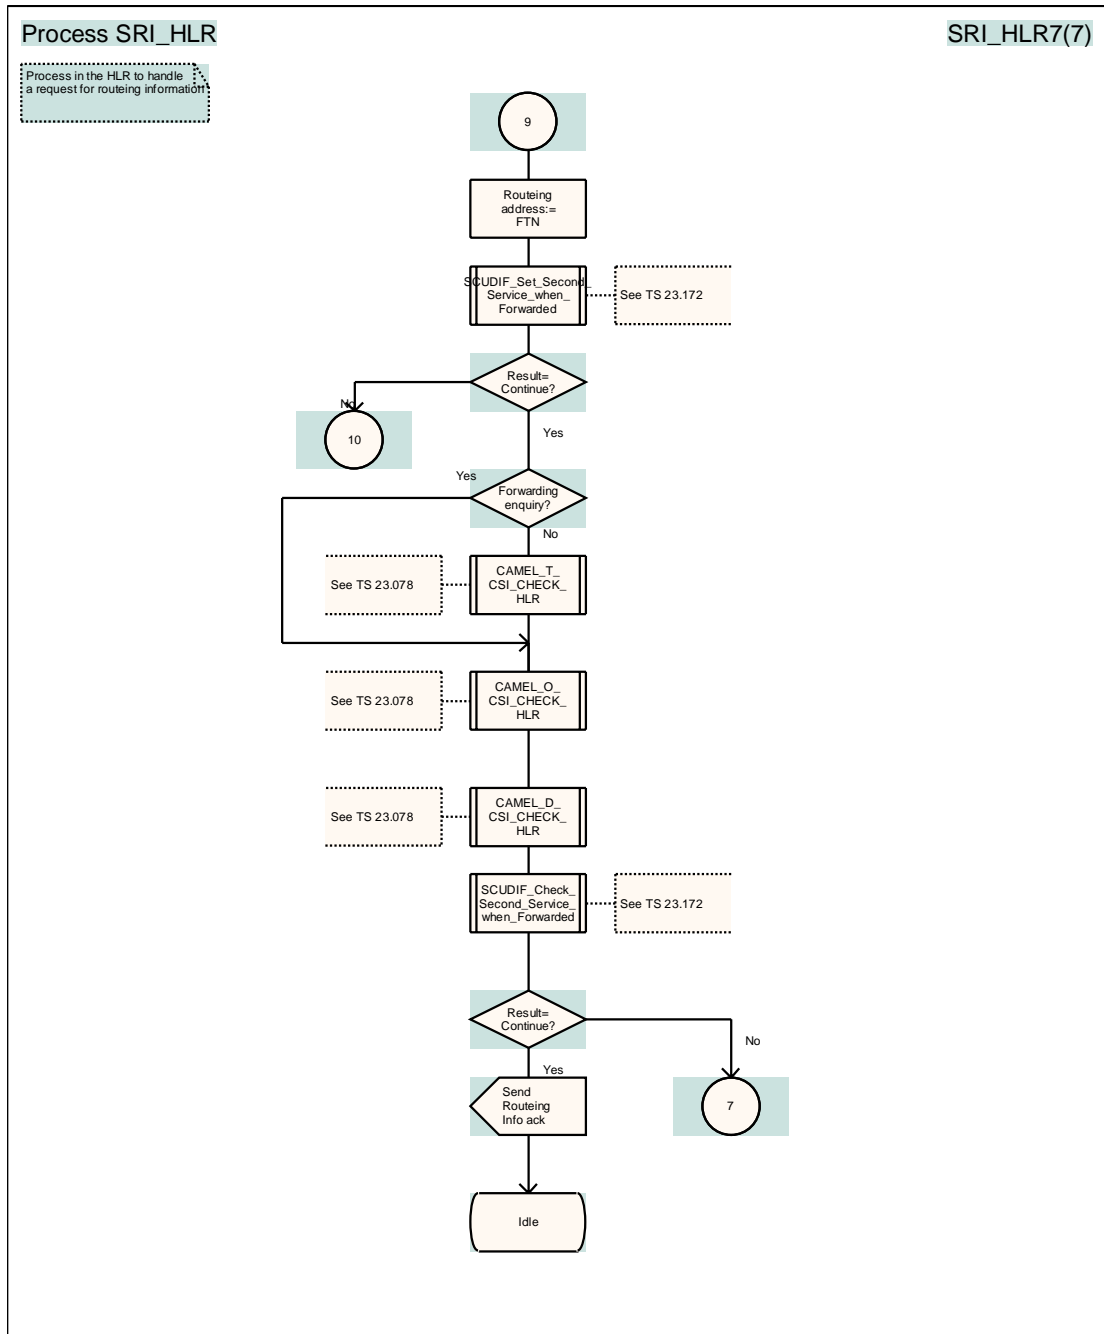 Process SRI_HLR
SRI_HLR7(7)
Process in the HLR to handle
a request for routeing information
9
Routeing
address:=
FTN
SCUDIF_Set_Second_
Service_when_
Forwarded
See TS 23.172
Result=
Continue?
No
10
Yes
Yes
Forwarding
enquiry?
No
See TS 23.078
CAMEL_T_
CSI_CHECK_
HLR
See TS 23.078
CAMEL_O_
CSI_CHECK_
HLR
See TS 23.078
CAMEL_D_
CSI_CHECK_
HLR
SCUDIF_Check_
Second_Service_
when_Forwarded
See TS 23.172
Result=
Continue?
No
Yes
Send
Routeing
Info ack
7
Idle